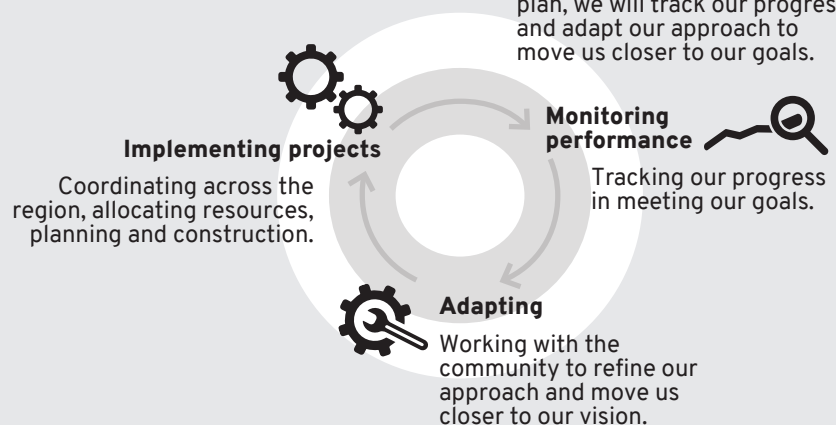 plan, we will track our progres
and adapt our approach to
move us closer to our goals.
Monitoring
performance
Tracking our progress
in meeting our goals.
Implementing projects
Coordinating across the
region, allocating resources,
planning and construction.
Adapting
Working with the
community to refine our
approach and move us
closer to our vision.